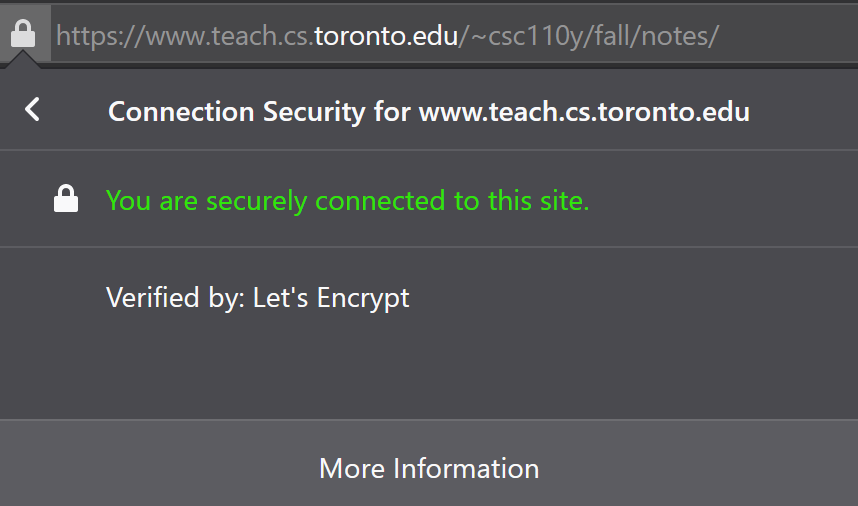 https://www.teach.cs.toronto.edu/~csc110y/fall/notes/
Connection Security for www.teach.cs.toronto.edu
You are securely connected to this site.
Verified by: Let's Encrypt
More Information